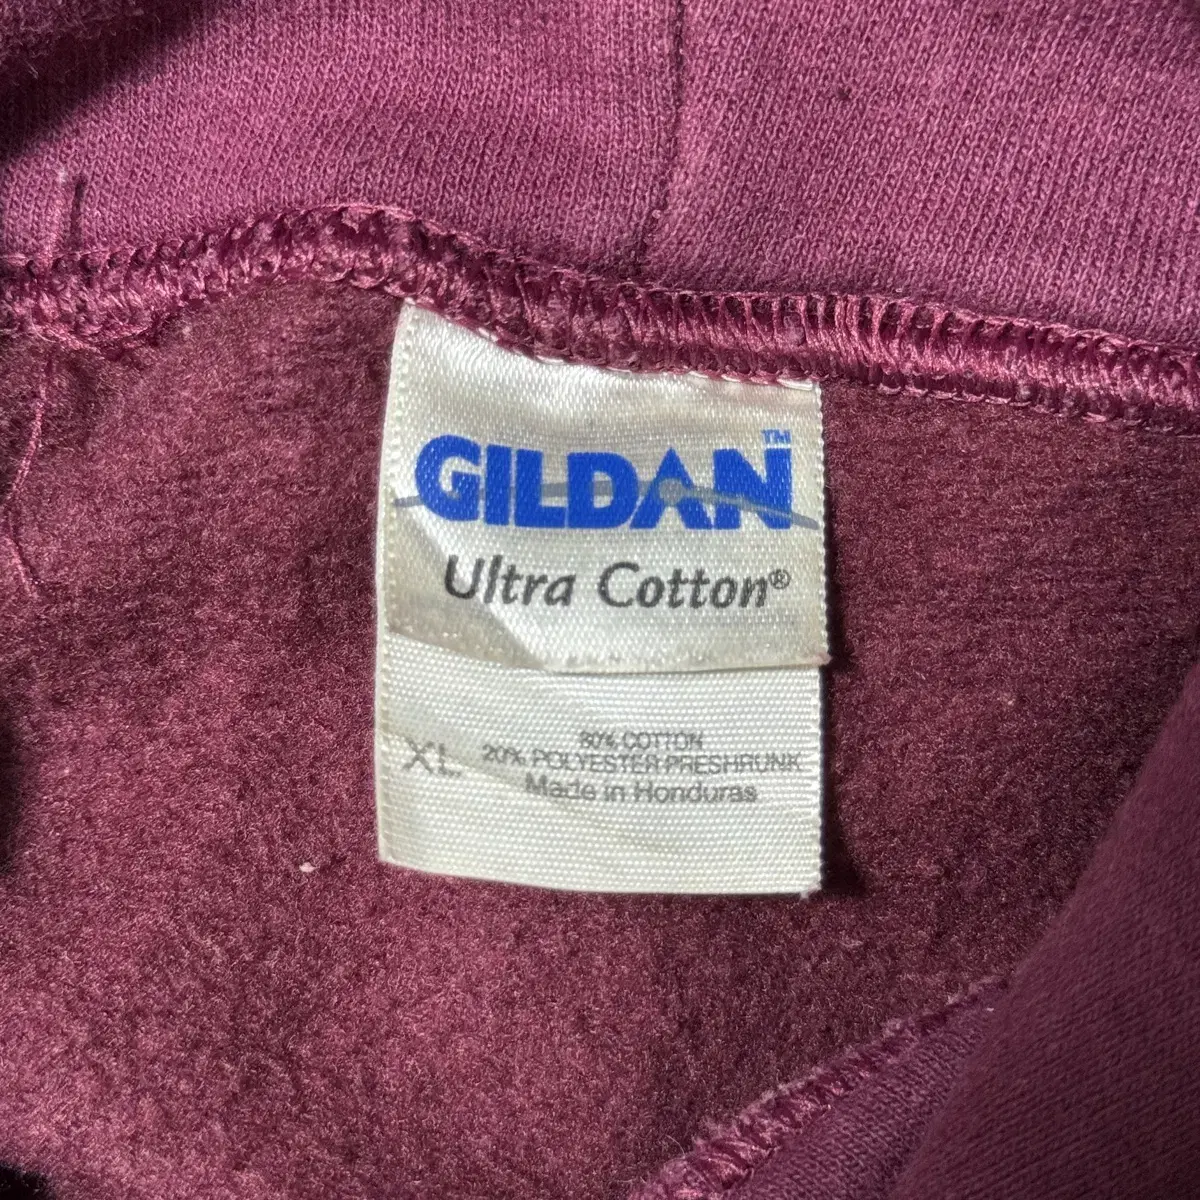 GILDAN™
Ultra Cotton®
XL
80% COTTON
20% POLYESTER PRESHRUNK
Made in Honduras